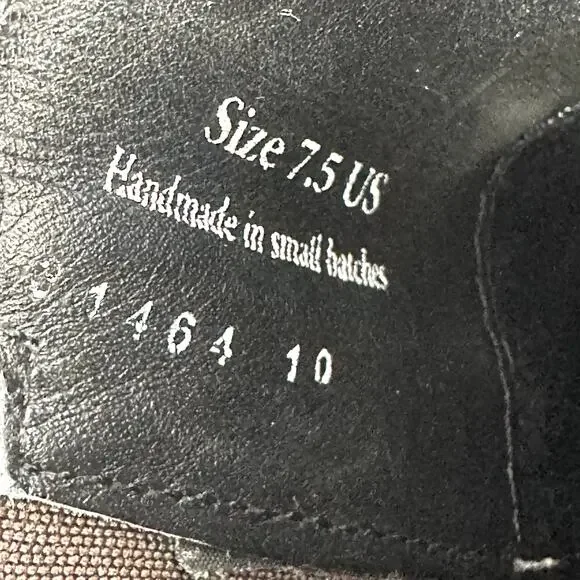 Size 7.5 US
Handmade in small batches
1464 10